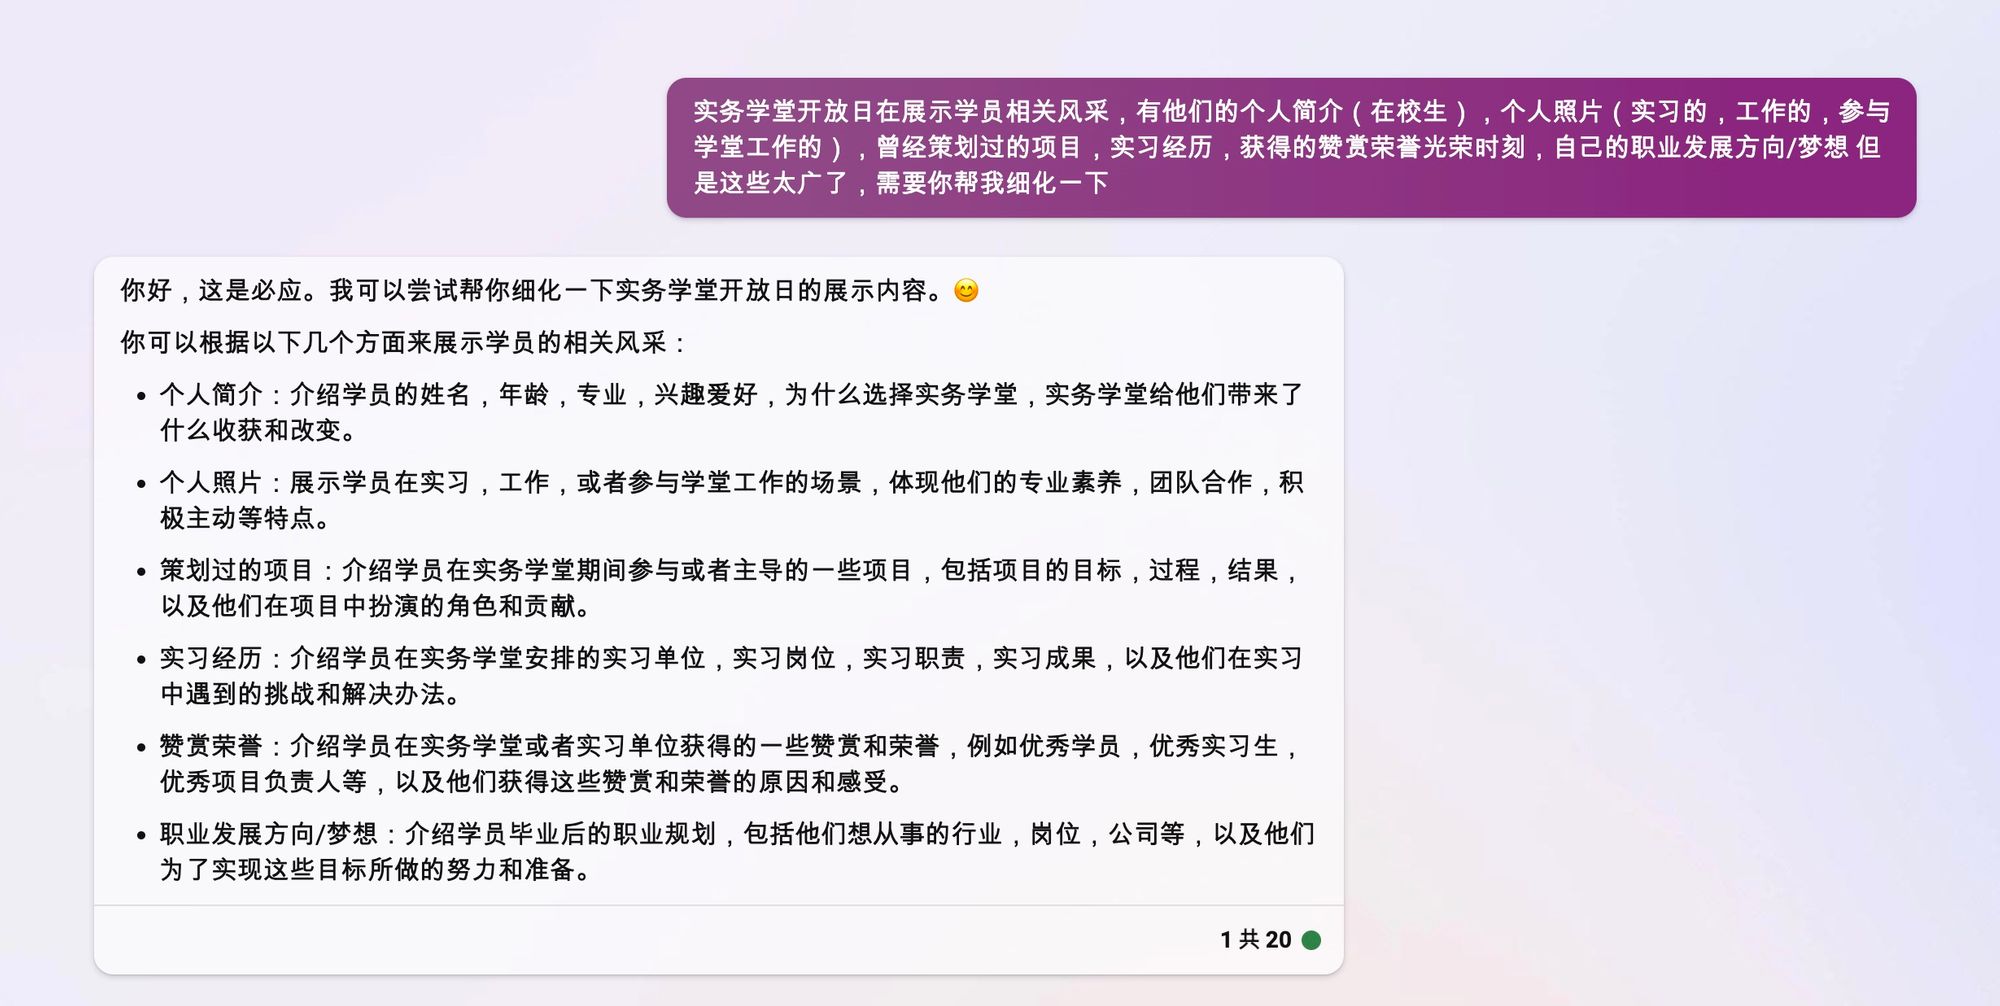 实务学堂开放日在展示学员相关风采，有他们的个人简介（在校生），个人照片（实习的，工作的，参与
学堂工作的），曾经策划过的项目，实习经历，获得的赞赏荣誉光荣时刻，自己的职业发展方向/梦想 但
是这些太广了，需要你帮我细化一下
你好，这是必应。我可以尝试帮你细化一下实务学堂开放日的展示内容。😊
你可以根据以下几个方面来展示学员的相关风采：
• 个人简介：介绍学员的姓名，年龄，专业，兴趣爱好，为什么选择实务学堂，实务学堂给他们带来了
什么收获和改变。
• 个人照片：展示学员在实习，工作，或者参与学堂工作的场景，体现他们的专业素养，团队合作，积
极主动等特点。
• 策划过的项目：介绍学员在实务学堂期间参与或者主导的一些项目，包括项目的目标，过程，结果，
以及他们在项目中扮演的角色和贡献。
• 实习经历：介绍学员在实务学堂安排的实习单位，实习岗位，实习职责，实习成果，以及他们在实习
中遇到的挑战和解决办法。
• 赞赏荣誉：介绍学员在实务学堂或者实习单位获得的一些赞赏和荣誉，例如优秀学员，优秀实习生，
优秀项目负责人等，以及他们获得这些赞赏和荣誉的原因和感受。
• 职业发展方向/梦想：介绍学员毕业后的职业规划，包括他们想从事的行业，岗位，公司等，以及他们
为了实现这些目标所做的努力和准备。
1 共 20